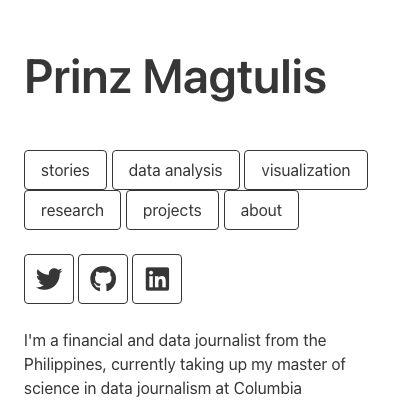 Prinz Magtulis
stories data analysis visualization
research projects about
I'm a financial and data journalist from the
Philippines, currently taking up my master of
science in data journalism at Columbia